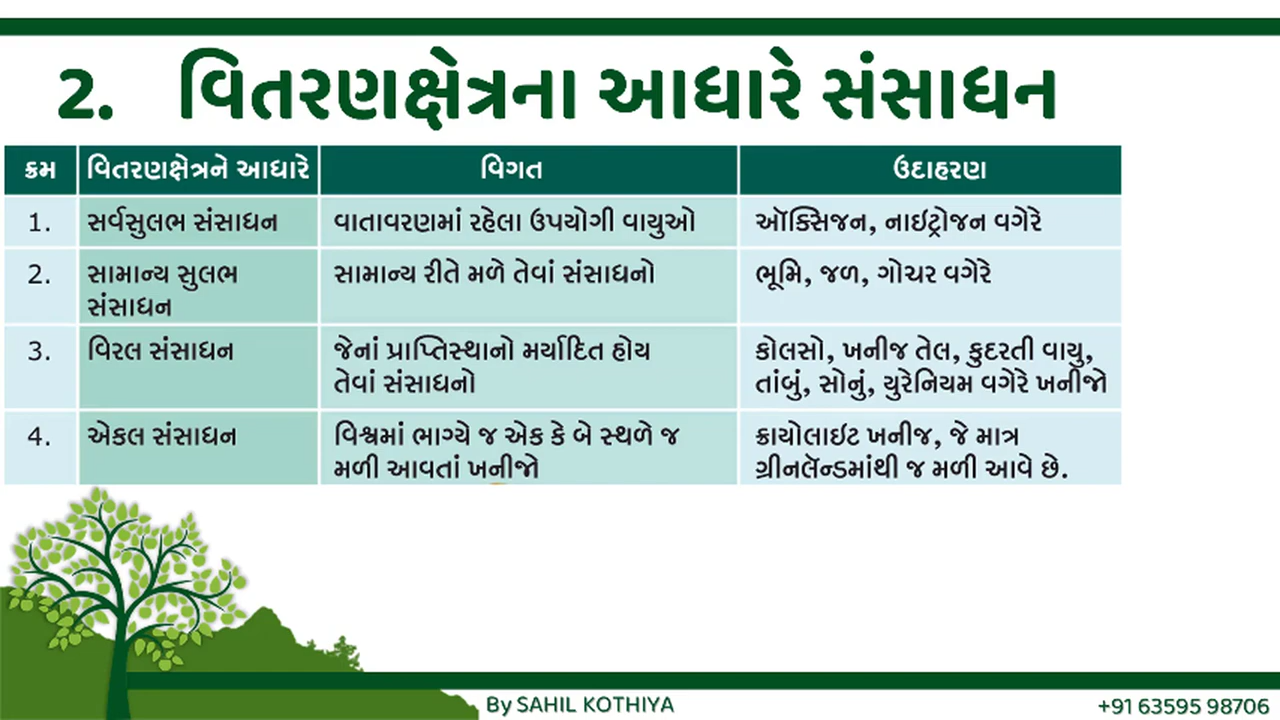 2. વિતરણક્ષેત્રના આધારે સંસાધન
ક્રમ વિતરણક્ષેત્રને આધારે વિગત ઉદાહરણ
1. સર્વસુલભ સંસાધન વાતાવરણમાં રહેલા ઉપયોગી વાયુઓ ઑક્સિજન, નાઇટ્રોજન વગેરે
2. સામાન્ય સુલભ
સંસાધન
સામાન્ય રીતે મળે તેવાં સંસાધનો
ભૂમિ, જળ, ગોચર વગેરે
3. વિરલ સંસાધન
જેનાં પ્રાપ્તિસ્થાનો મર્યાદિત હોય
તેવાં સંસાધનો
કોલસો, ખનીજ તેલ, કુદરતી વાયુ,
તાંબું, સોનું, યુરેનિયમ વગેરે ખનીજો
4. એકલ સંસાધન
વિશ્વમાં ભાગ્યે જ એક કે બે સ્થળે જ
મળી આવતાં ખનીજો
ક્રાયોલાઇટ ખનીજ, જે માત્ર
ગ્રીનલૅન્ડમાંથી જ મળી આવે છે.
By SAHIL KOTHIYA
+91 63595 98706